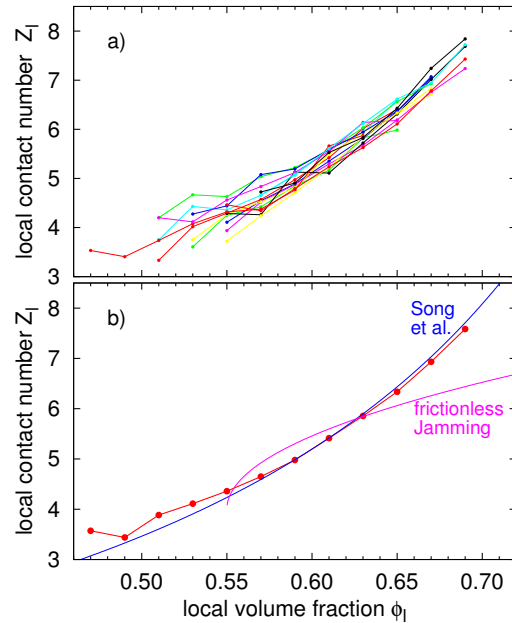 a)
local contact number Z_l
8
7
6
5
4
3
b)
Song
et al.
frictionless
Jamming
local contact number Z_l
8
7
6
5
4
3
0.50
0.55
0.60
0.65
0.70
local volume fraction ϕ_l